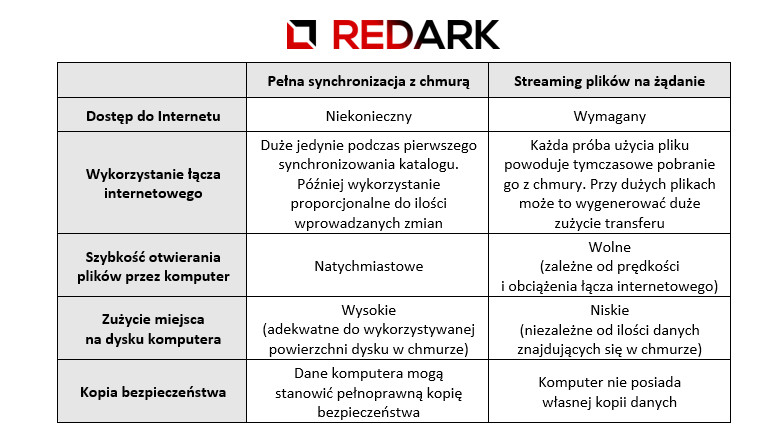 REDARK
Pełna synchronizacja z chmurą
Streaming plików na żądanie
Dostęp do Internetu
Niekonieczny
Wymagany
Wykorzystanie łącza
internetowego
Duże jedynie podczas pierwszego
synchronizowania katalogu.
Później wykorzystanie
proporcjonalne do ilości
wprowadzanych zmian
Każda próba użycia pliku
powoduje tymczasowe pobranie
go z chmury. Przy dużych plikach
może to wygenerować duże
zużycie transferu
Szybkość otwierania
plików przez komputer
Natychmiastowe
Wolne
(zależne od prędkości
i obciążenia łącza internetowego)
Zużycie miejsca
na dysku komputera
Wysokie
(adekwatne do wykorzystywanej
powierzchni dysku w chmurze)
Niskie
(niezależne od ilości danych
znajdujących się w chmurze)
Kopia bezpieczeństwa
Dane komputera mogą
stanowić pełnoprawną kopię
bezpieczeństwa
Komputer nie posiada
własnej kopii danych